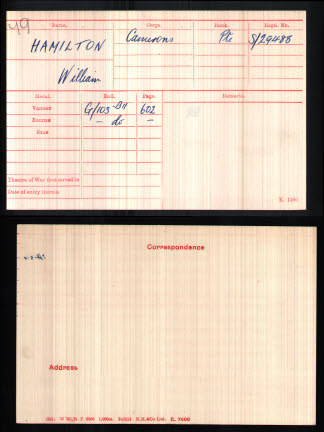 Name. Corps. Rank. Regtl. No.
HAMILTON Camerons Pte S/29488
William
Medal. Roll. Page. Remarks.
VICTORY G/103 B11 602
BRITISH – do –
STAR
Theatre of War first served in
Date of entry therein
K. 1380
Correspondence
Address